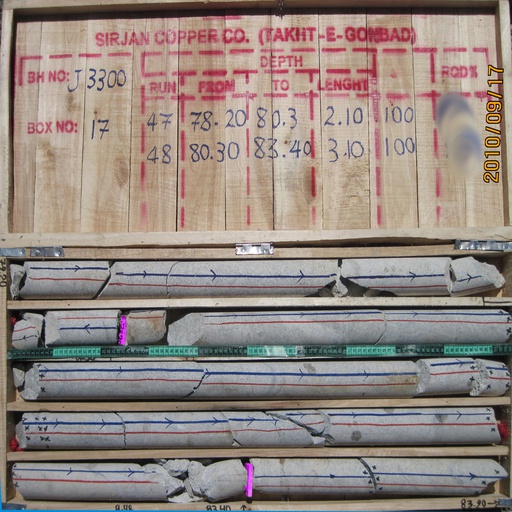 SIRJAN COPPER CO. (TAKHT-E-GONBAD)
DEPTH
BH NO: J3300
RUN FROM TO LENGHT RQD%
BOX NO: 17
47 78.20 80.3 2.10 100
48 80.30 83.40 3.10 100
2010/09/17
83.40
83.90